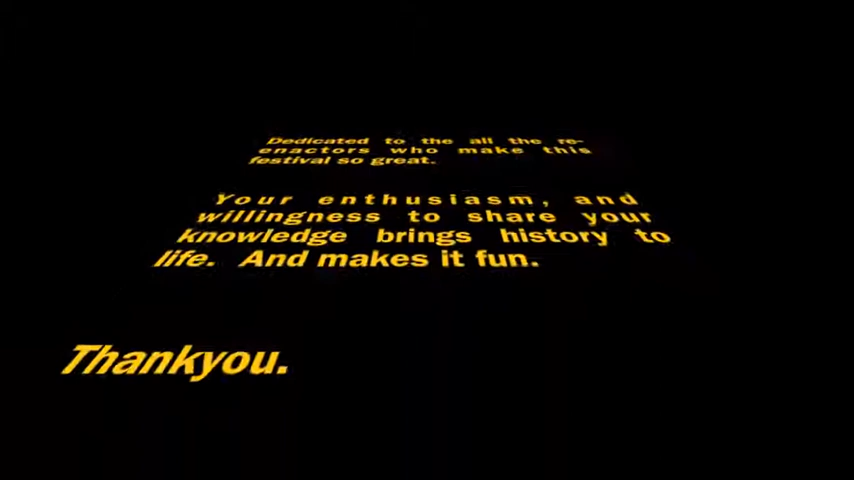 Dedicated to the all the re-
enactors who make this
festival so great.
Your enthusiasm, and
willingness to share your
knowledge brings history to
life. And makes it fun.
Thankyou.